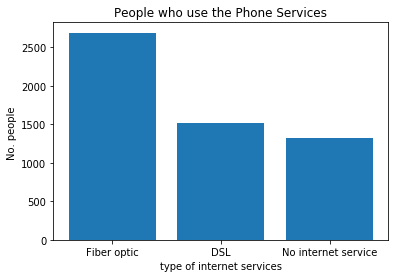 People who use the Phone Services
No. people
2500
2000
1500
1000
500
0
Fiber optic
DSL
No internet service
type of internet services